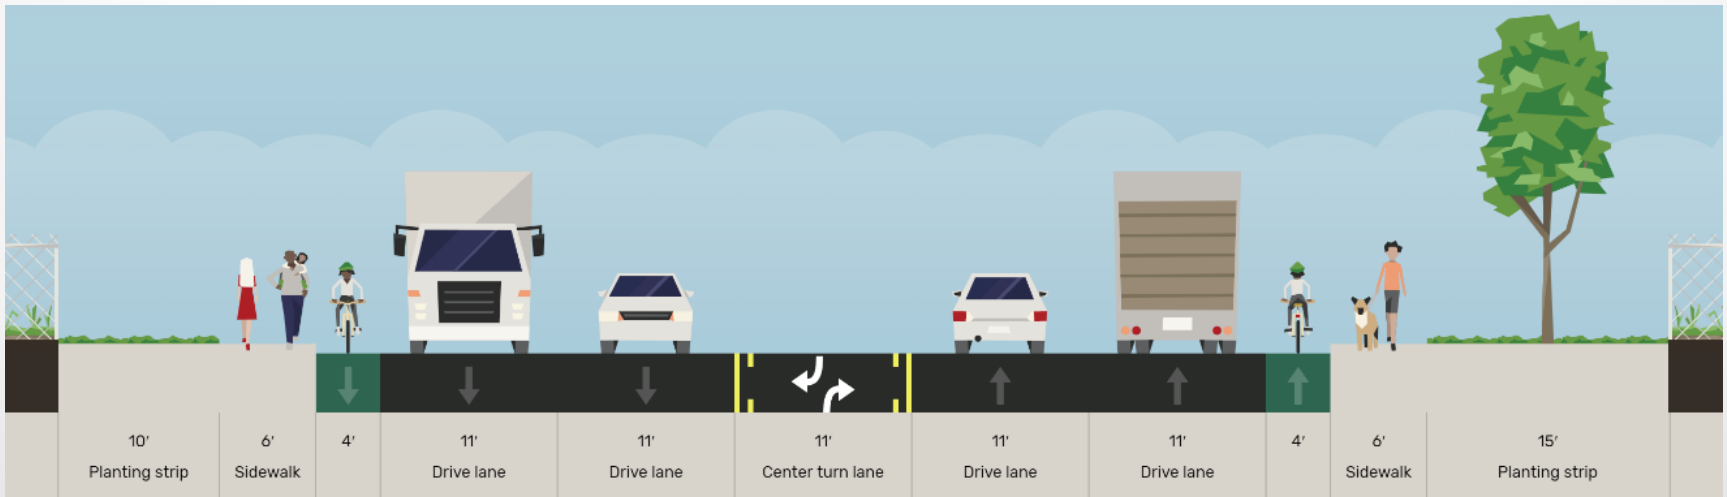 10′
Planting strip
6′
Sidewalk
4′
11′
Drive lane
11′
Drive lane
11′
Center turn lane
11′
Drive lane
11′
Drive lane
4′
6′
Sidewalk
15′
Planting strip